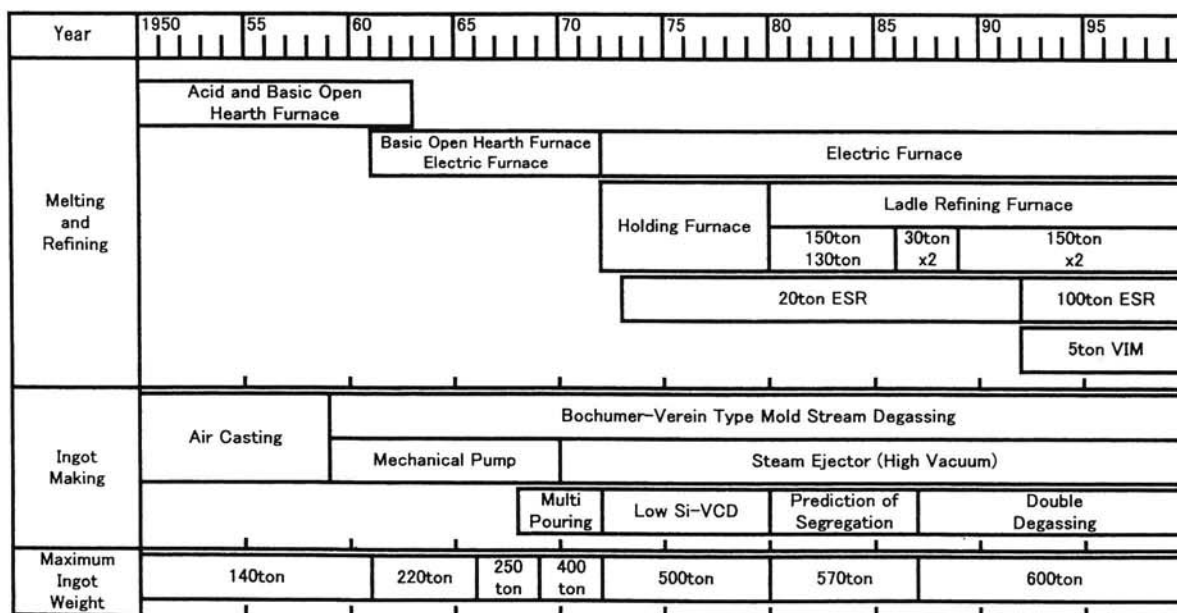 Year
1950
55
60
65
70
75
80
85
90
95
Melting
and
Refining
Acid and Basic Open
Hearth Furnace
Basic Open Hearth Furnace
Electric Furnace
Electric Furnace
Holding Furnace
Ladle Refining Furnace
150ton
130ton
30ton
x2
150ton
x2
20ton ESR
100ton ESR
5ton VIM
Ingot
Making
Air Casting
Bochumer-Verein Type Mold Stream Degassing
Mechanical Pump
Steam Ejector (High Vacuum)
Multi
Pouring
Low Si-VCD
Prediction of
Segregation
Double
Degassing
Maximum
Ingot
Weight
140ton
220ton
250
ton
400
ton
500ton
570ton
600ton